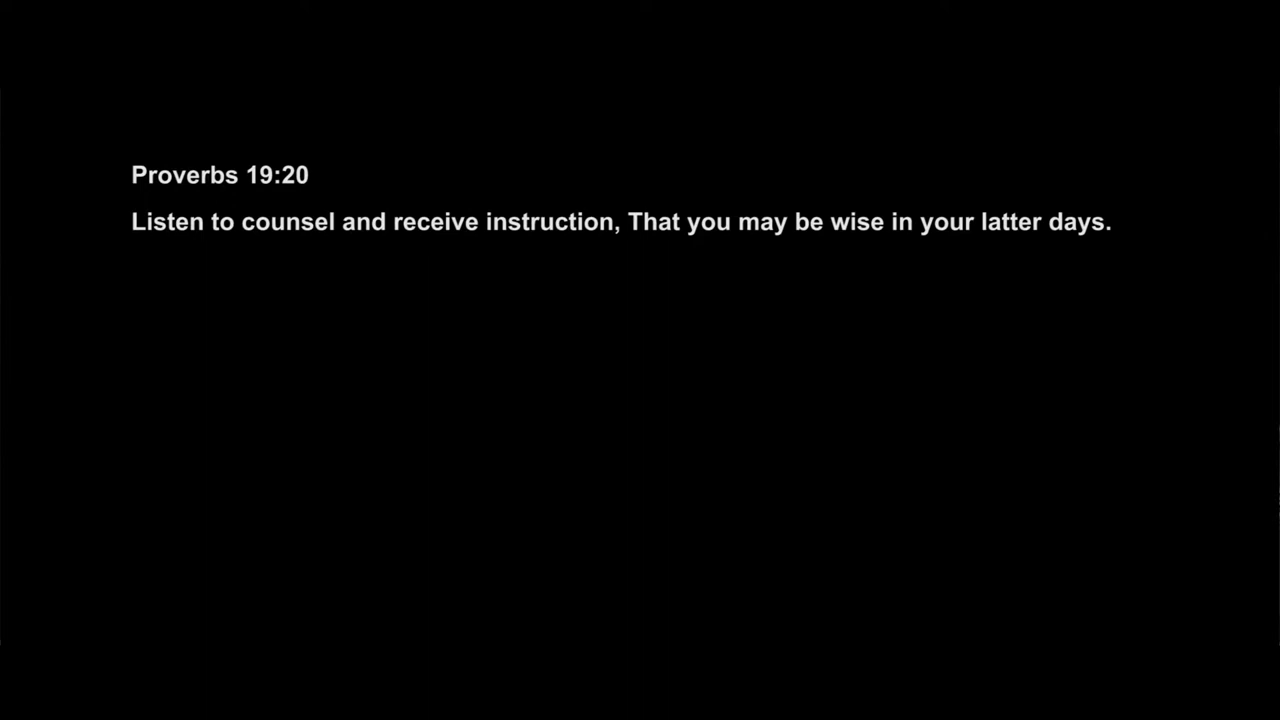 Proverbs 19:20
Listen to counsel and receive instruction, That you may be wise in your latter days.